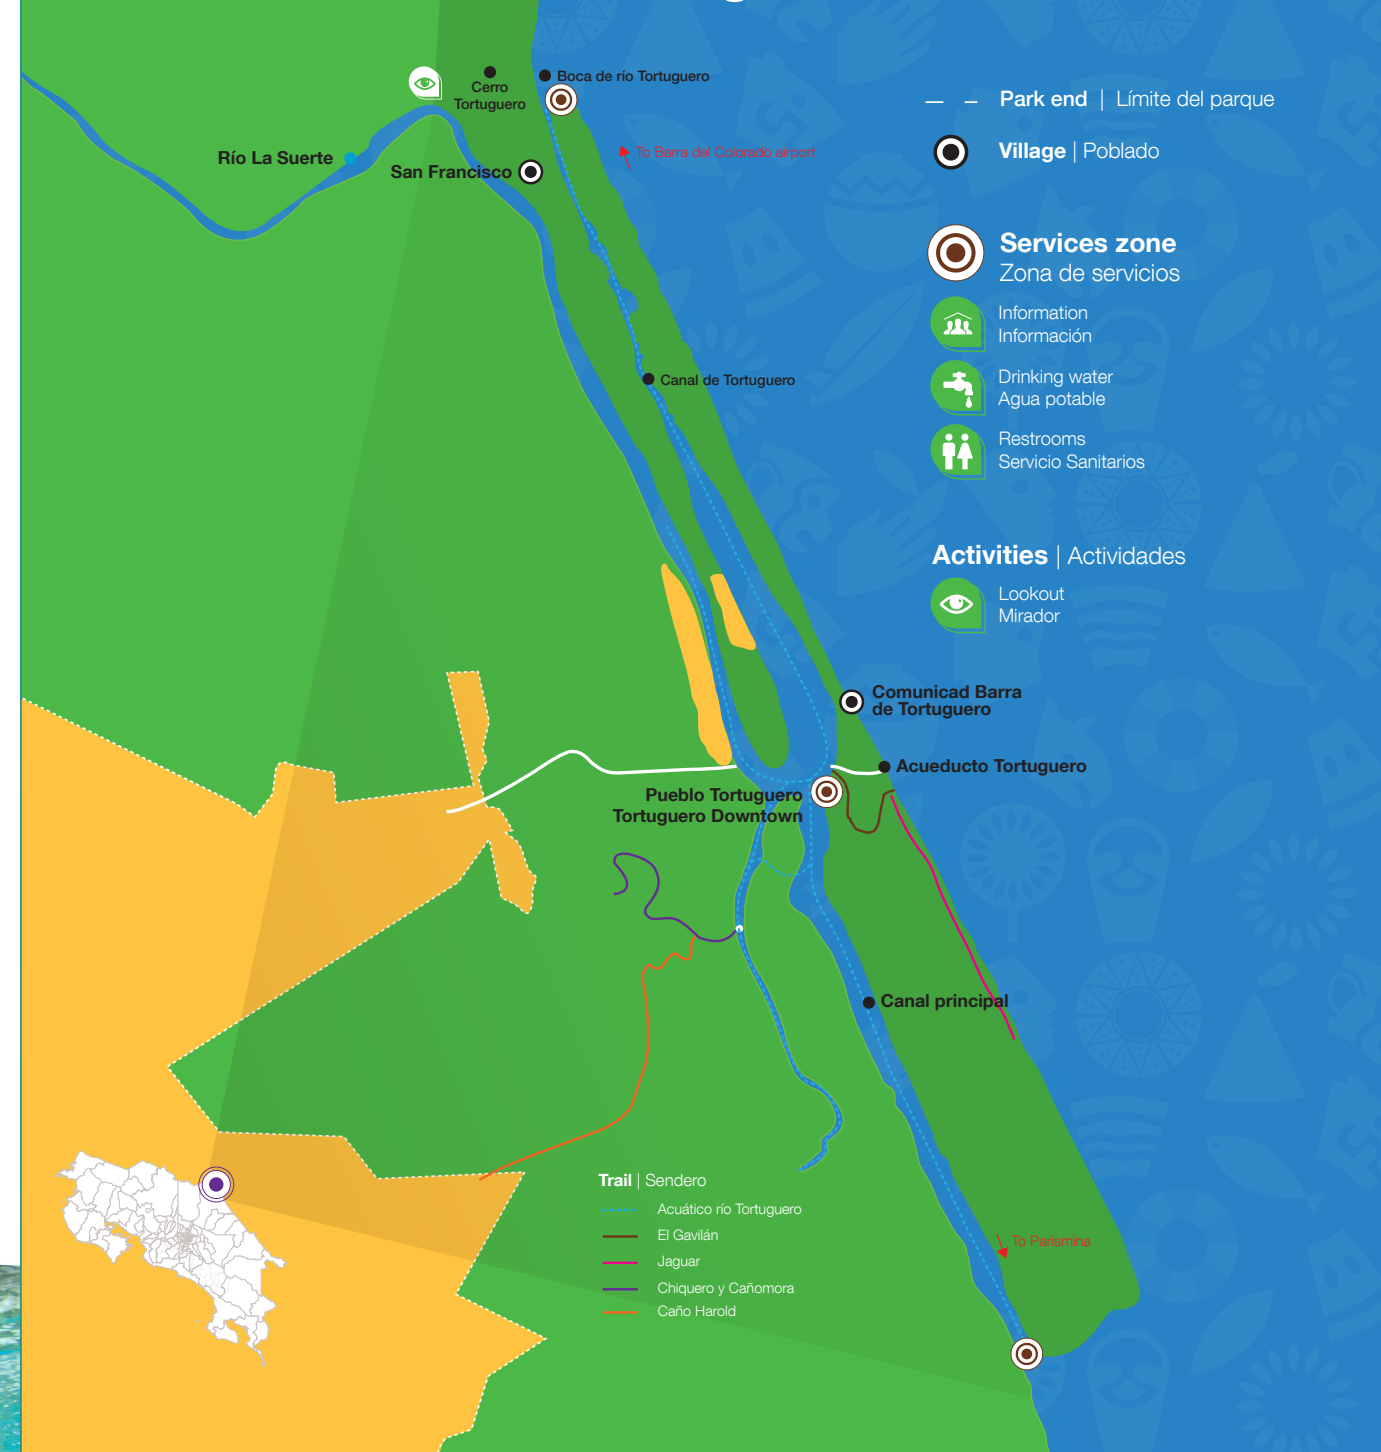 Boca de río Tortuguero
Cerro
Tortuguero
Park end | Límite del parque
Río La Suerte
San Francisco
To Barra del Colorado airport
Village | Poblado
Services zone
Zona de servicios
Information
Información
Canal de Tortuguero
Drinking water
Agua potable
Restrooms
Servicio Sanitarios
Activities | Actividades
Lookout
Mirador
Comunicad Barra
de Tortuguero
Acueducto Tortuguero
Pueblo Tortuguero
Tortuguero Downtown
Canal principal
Trail | Sendero
Acuático río Tortuguero
El Gavilán
Jaguar
Chiquero y Cañomora
Caño Harold
To Parismina